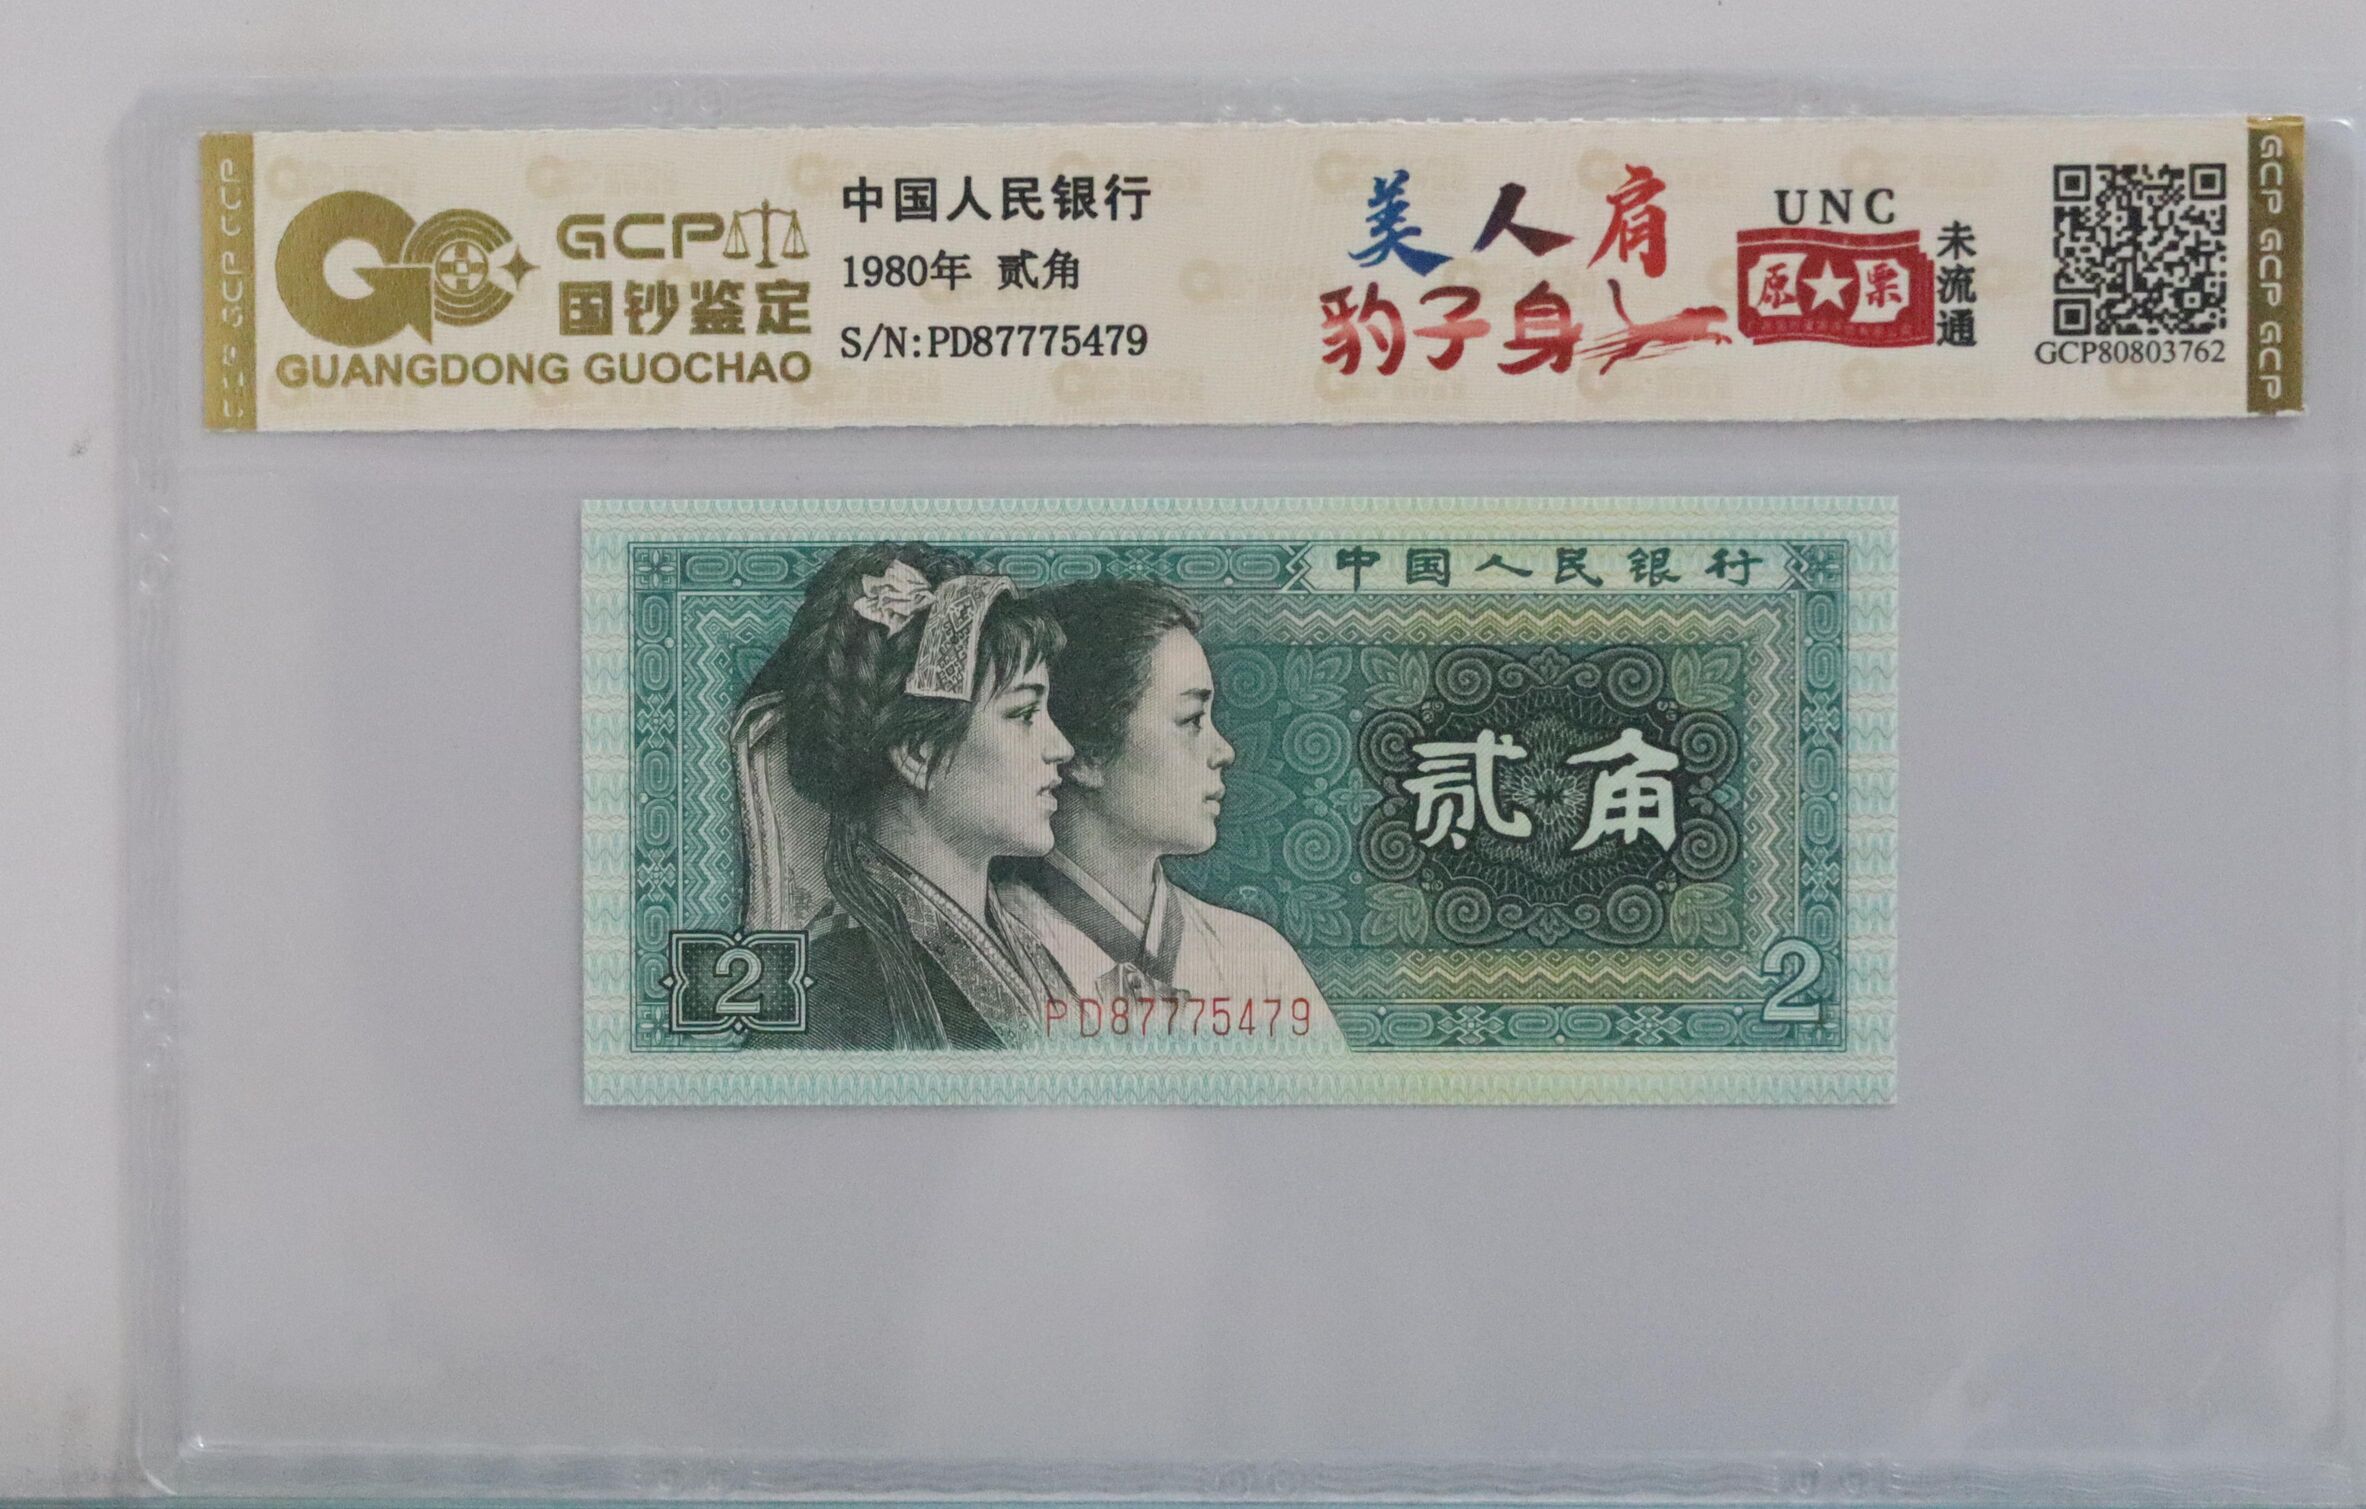 GCP
国钞鉴定
GUANGDONG GUOCHAO
中国人民银行
1980年 贰角
S/N:PD87775479
美人肩
豹子身
UNC
原★票
未流通
GCP80803762
GCP GCP GCP
中国人民银行
贰角
2
2
PD87775479